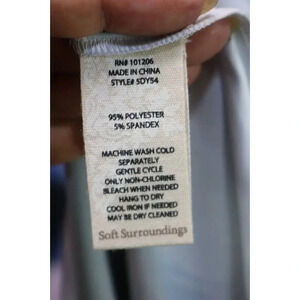 RN# 101206
MADE IN CHINA
STYLE# 5DY54
95% POLYESTER
5% SPANDEX
MACHINE WASH COLD
SEPARATELY
GENTLE CYCLE
ONLY NON-CHLORINE
BLEACH WHEN NEEDED
HANG TO DRY
COOL IRON IF NEEDED
MAY BE DRY CLEANED
Soft Surroundings